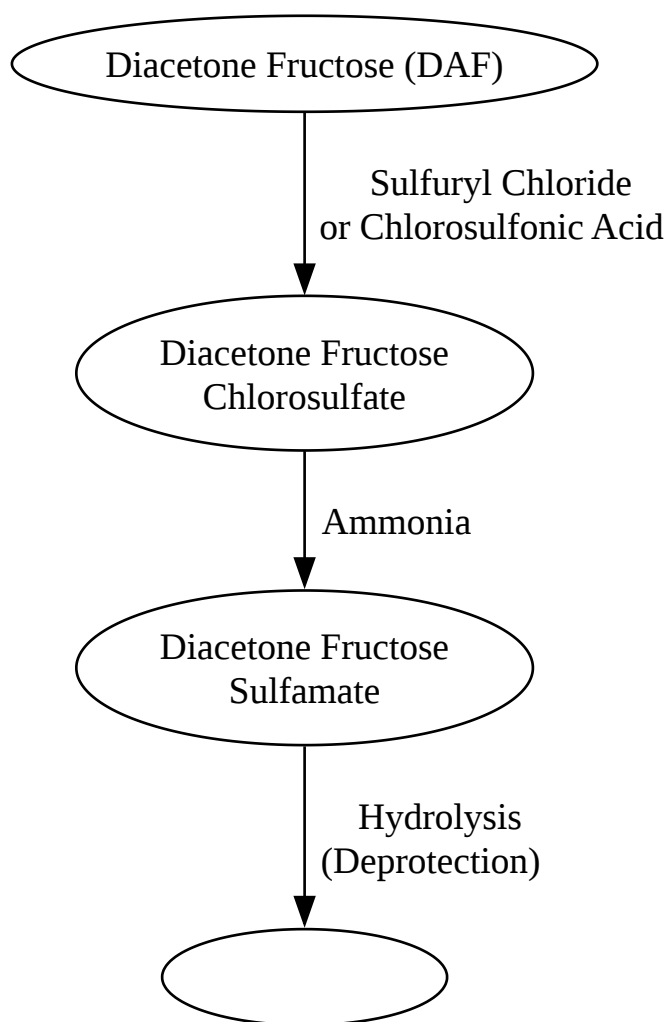 Diacetone Fructose (DAF)
Sulfuryl Chloride
or Chlorosulfonic Acid
Diacetone Fructose
Chlorosulfate
Ammonia
Diacetone Fructose
Sulfamate
Hydrolysis
(Deprotection)